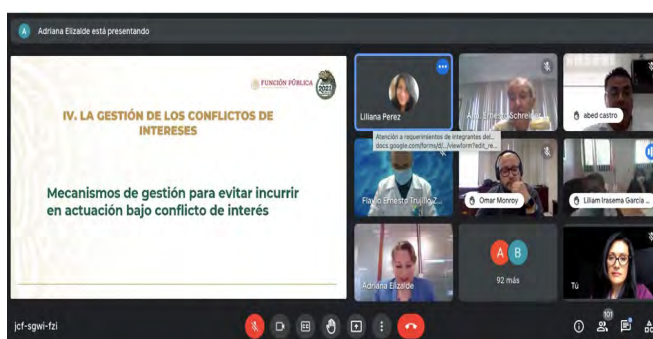 A
Adriana Elizalde está presentando
FUNCIÓN PÚBLICA
IV. LA GESTIÓN DE LOS CONFLICTOS DE
INTERESES
Mecanismos de gestión para evitar incurrir
en actuación bajo conflicto de interés
Liliana Perez
Ernesto Schreiber
abed castro
Atención a requerimientos de integrantes del...
docs.google.com/forms/d/.../viewform?edit_re...
Flavio Ernesto Trujillo Z...
Omar Monroy
Liliam Irasema Garcia ...
Adriana Elizalde
A B
92 más
Tú
jcf-sgwi-fzi
101